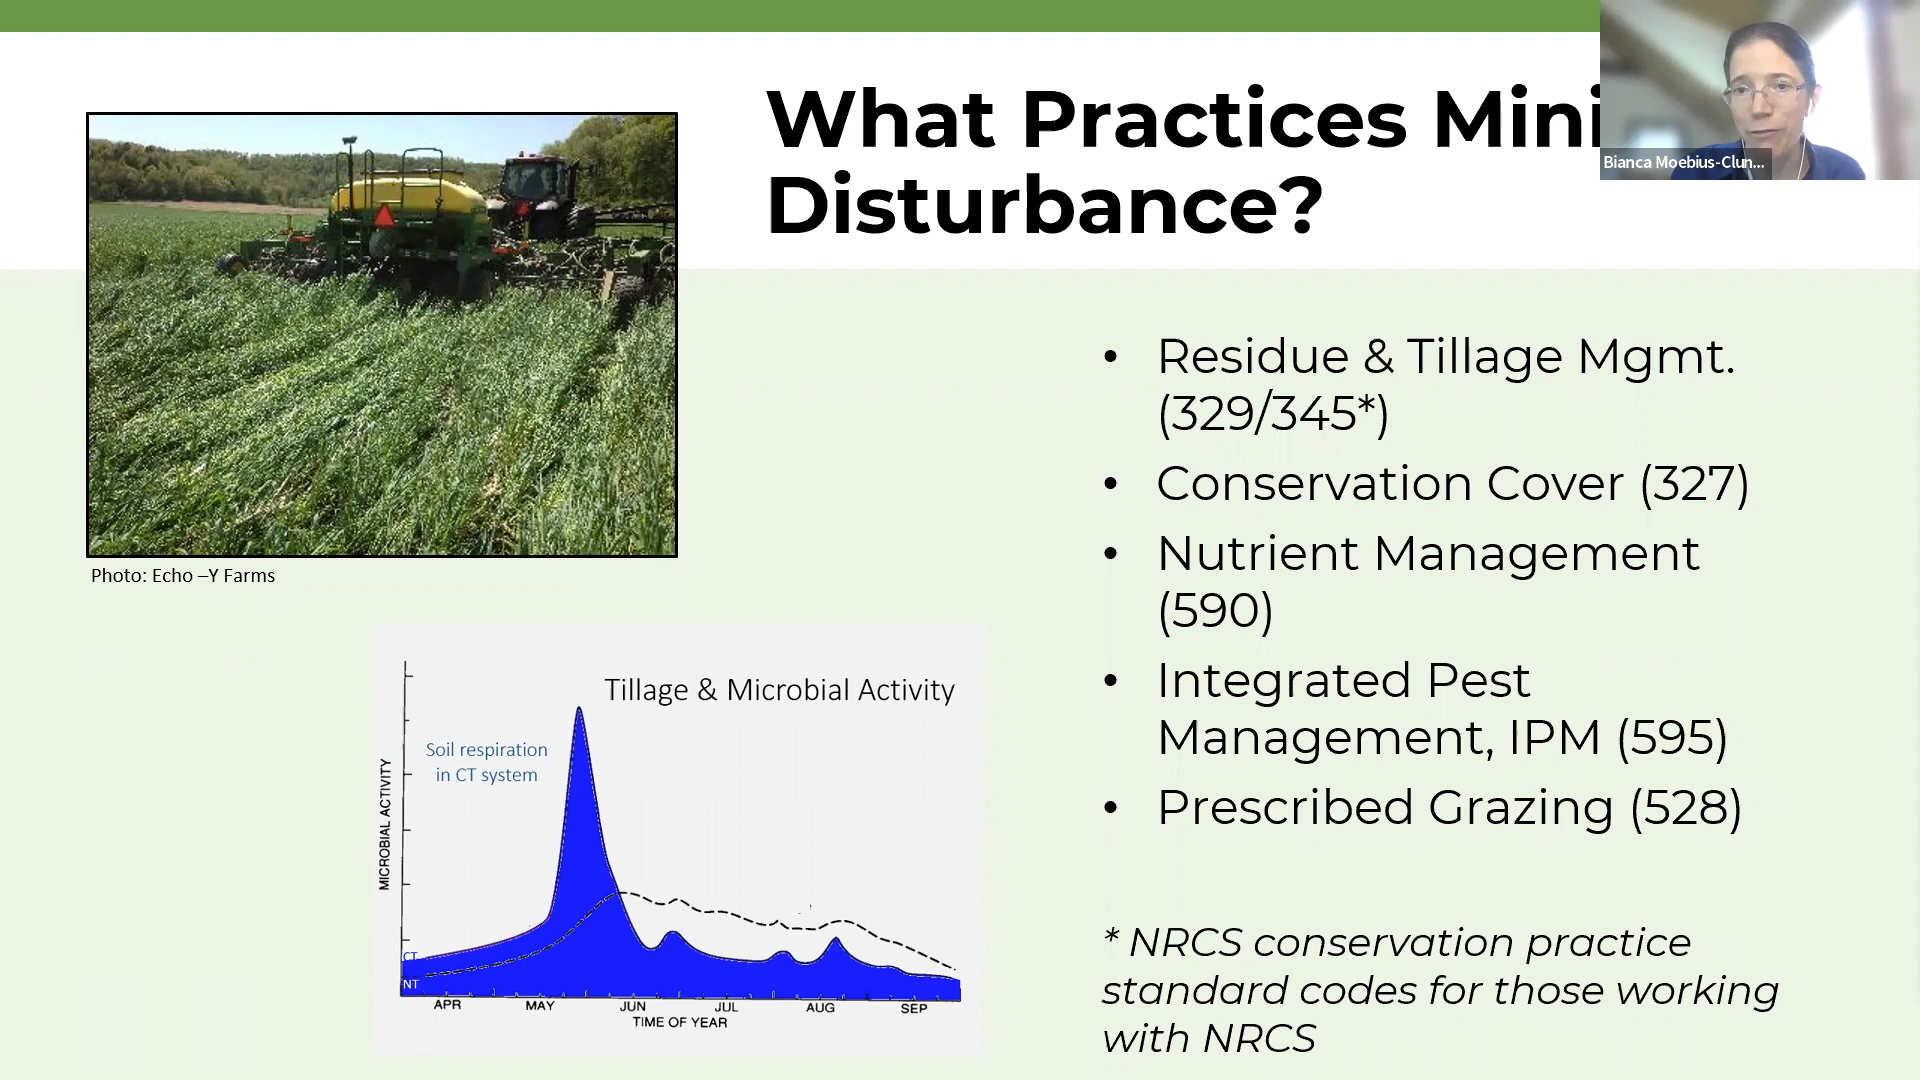 What Practices Mini
Disturbance?
Bianca Moebius-Clun...
Photo: Echo –Y Farms
• Residue & Tillage Mgmt.
(329/345*)
• Conservation Cover (327)
• Nutrient Management
(590)
• Integrated Pest
Management, IPM (595)
• Prescribed Grazing (528)
* NRCS conservation practice
standard codes for those working
with NRCS
Tillage & Microbial Activity
Soil respiration
in CT system
MICROBIAL ACTIVITY
CT
NT
APR MAY JUN JUL AUG SEP
TIME OF YEAR